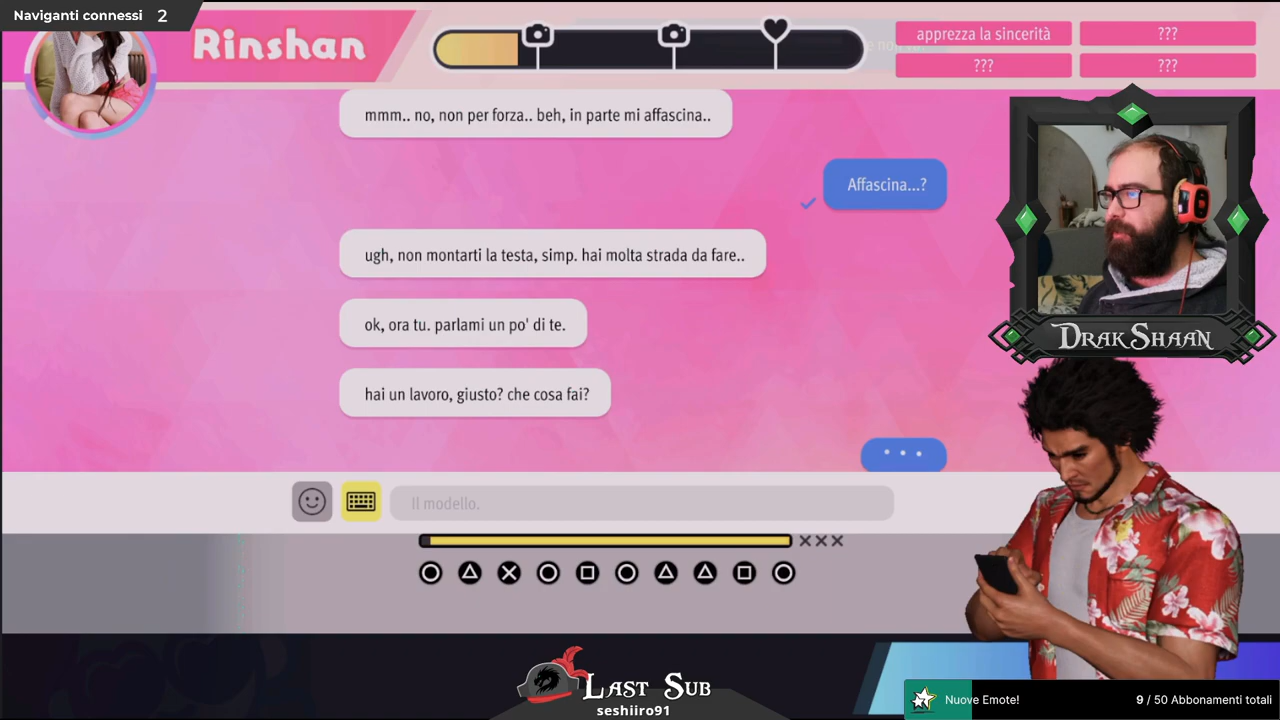 Naviganti connessi 2
Rinshan
apprezza la sincerità
???
???
???
mmm.. no, non per forza.. beh, in parte mi affascina..
Affascina...?
ugh, non montarti la testa, simp. hai molta strada da fare..
ok, ora tu. parlami un po' di te.
hai un lavoro, giusto? che cosa fai?
Il modello.
DrakShaan
Last Sub
seshiiro91
Nuove Emote!
9 / 50 Abbonamenti totali